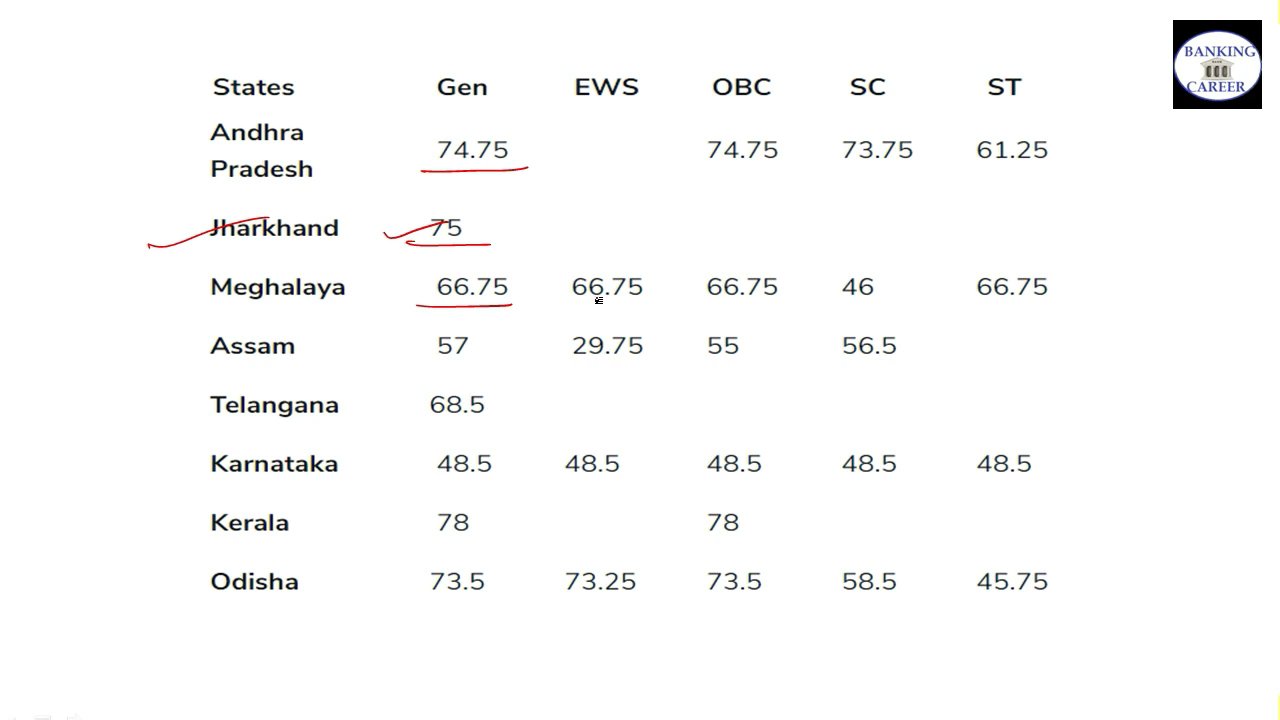 BANKING
CAREER
States Gen EWS OBC SC ST
Andhra
Pradesh 74.75 74.75 73.75 61.25
Jharkhand 75
Meghalaya 66.75 66.75 66.75 46 66.75
Assam 57 29.75 55 56.5
Telangana 68.5
Karnataka 48.5 48.5 48.5 48.5 48.5
Kerala 78 78
Odisha 73.5 73.25 73.5 58.5 45.75